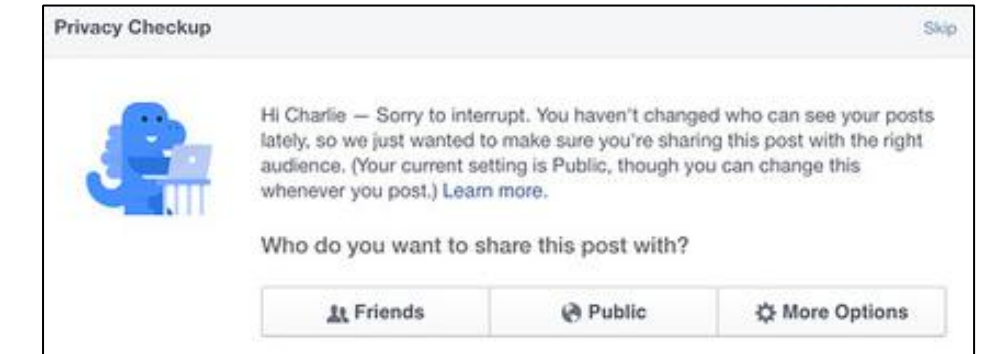 Privacy Checkup
Skip
Hi Charlie — Sorry to interrupt. You haven't changed who can see your posts
lately, so we just wanted to make sure you're sharing this post with the right
audience. (Your current setting is Public, though you can change this
whenever you post.) Learn more.
Who do you want to share this post with?
Friends
Public
More Options